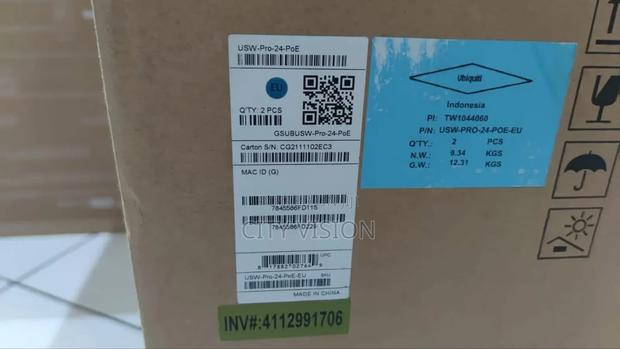 USW-Pro-24-PoE
EU
Q'TY: 2 PCS
GSUBUSW-Pro-24-PoE
Carton S/N: CG2111102EC3
MAC ID (G)
7845586FD115
CITY VISION
UPC
USW-Pro-24-PoE-EU
SKU
MADE IN CHINA
INV#:4112991706
Ubiquiti
Indonesia
PI: TW1044060
P/N: USW-PRO-24-POE-EU
Q'TY.: 2 PCS
N.W.: 9.34 KGS
G.W.: 12.31 KGS